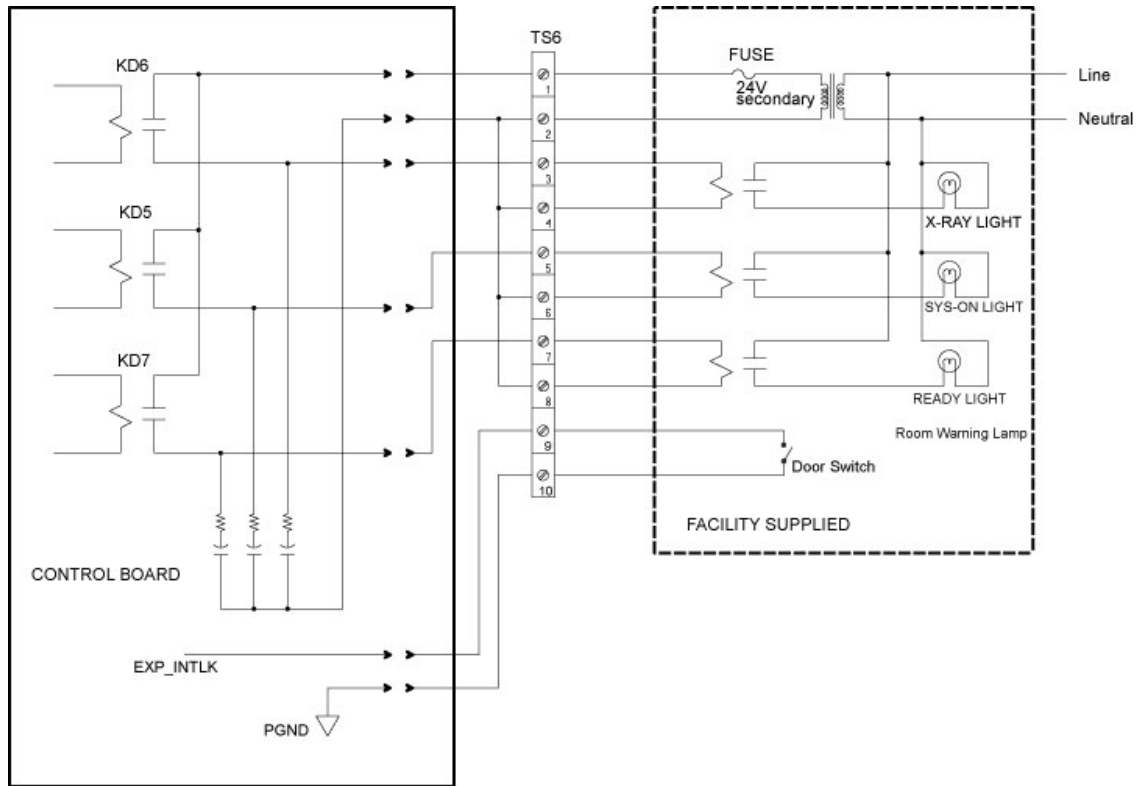 TS6
KD6
FUSE
24V
secondary
Line
Neutral
1
2
3
4
5
6
7
8
9
10
KD5
KD7
X-RAY LIGHT
SYS-ON LIGHT
READY LIGHT
Room Warning Lamp
Door Switch
FACILITY SUPPLIED
CONTROL BOARD
EXP_INTLK
PGND